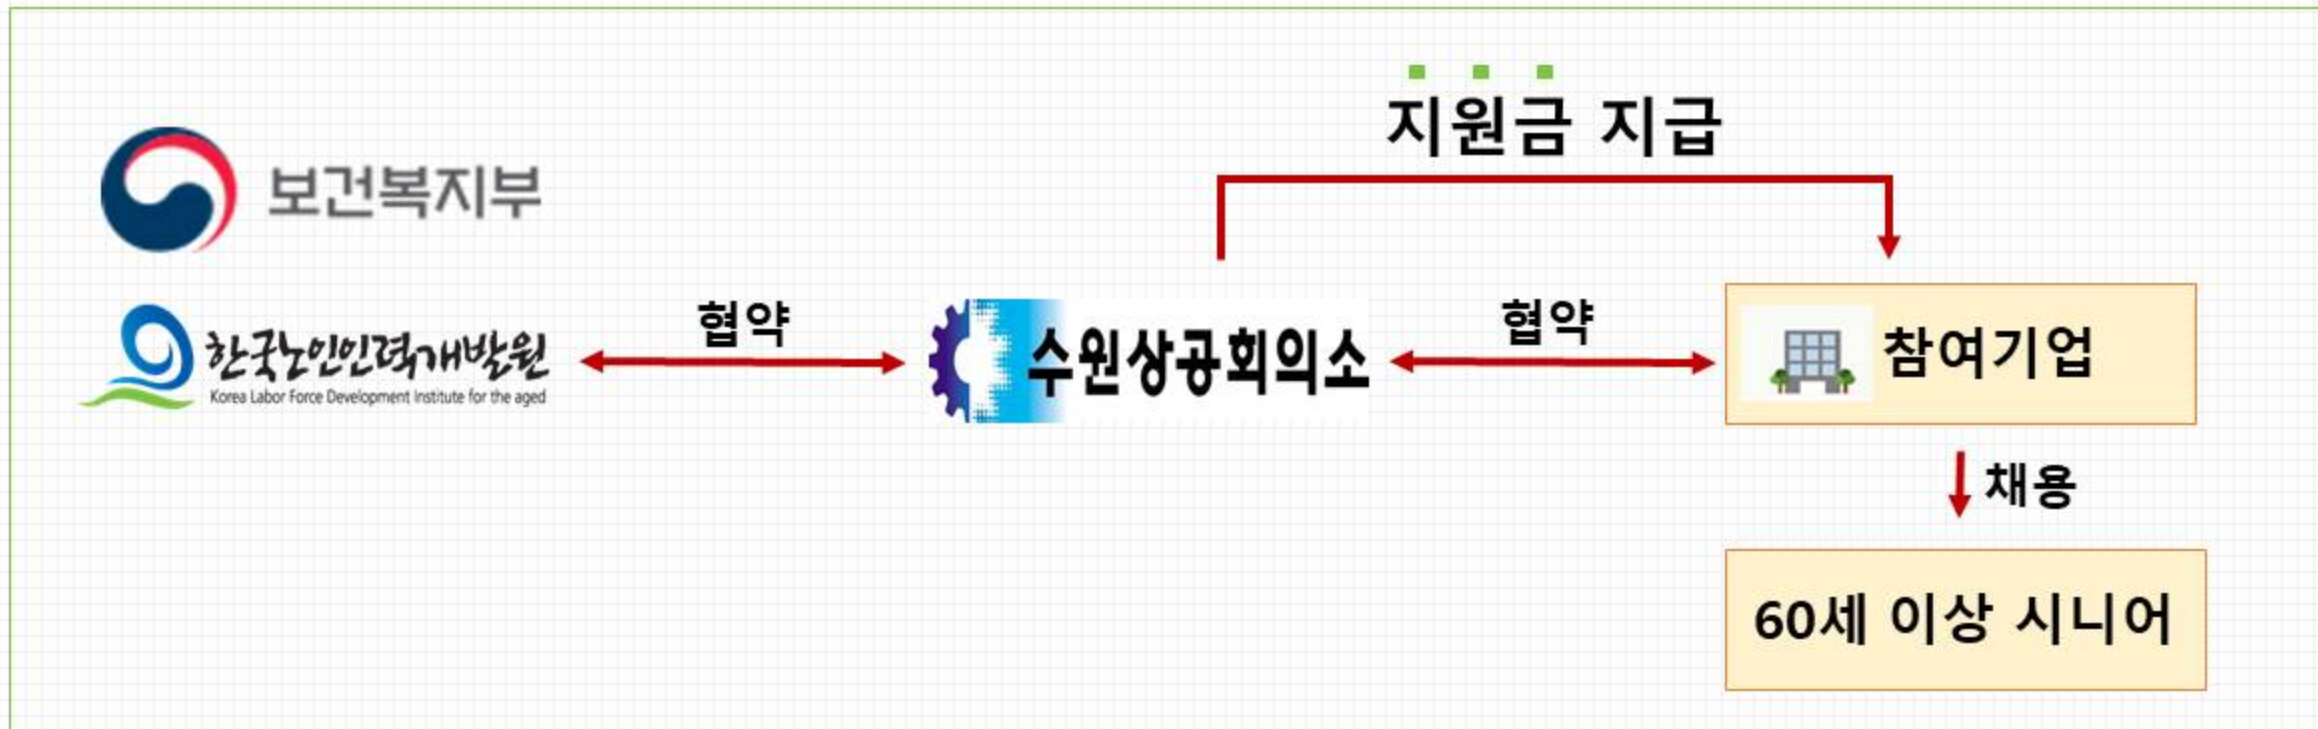 지원금 지급
보건복지부
한국노인인력개발원
Korea Labor Force Development Institute for the aged
협약
수원상공회의소
협약
참여기업
채용
60세 이상 시니어